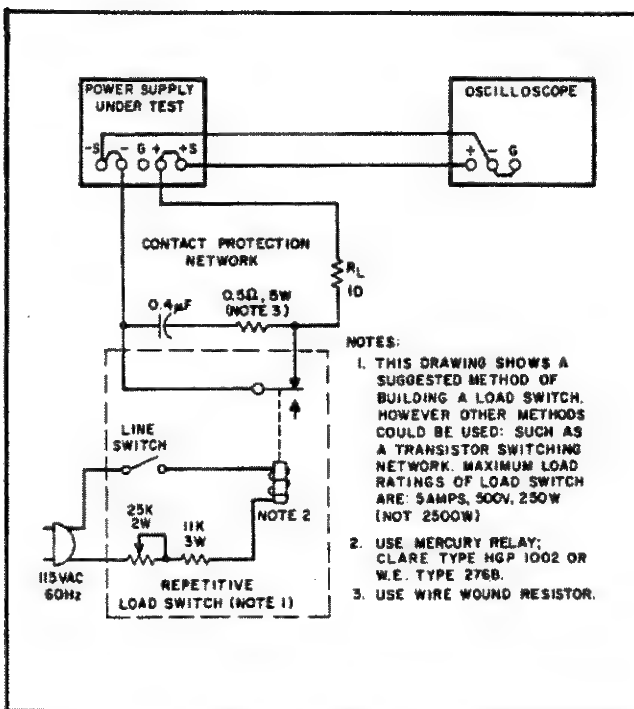 POWER SUPPLY
UNDER TEST
-S - G + +S
OSCILLOSCOPE
+ - G
CONTACT PROTECTION
NETWORK
RL
10
0.4µF
0.5Ω, 5W
(NOTE 3)
LINE
SWITCH
25K
2W
11K
3W
NOTE 2
115VAC
60Hz
REPETITIVE
LOAD SWITCH (NOTE 1)
NOTES:
1. THIS DRAWING SHOWS A
SUGGESTED METHOD OF
BUILDING A LOAD SWITCH.
HOWEVER OTHER METHODS
COULD BE USED: SUCH AS
A TRANSISTOR SWITCHING
NETWORK. MAXIMUM LOAD
RATINGS OF LOAD SWITCH
ARE: 5AMPS, 500V, 250W
(NOT 2500W)
2. USE MERCURY RELAY;
CLARE TYPE HGP 1002 OR
W.E. TYPE 276B.
3. USE WIRE WOUND RESISTOR.